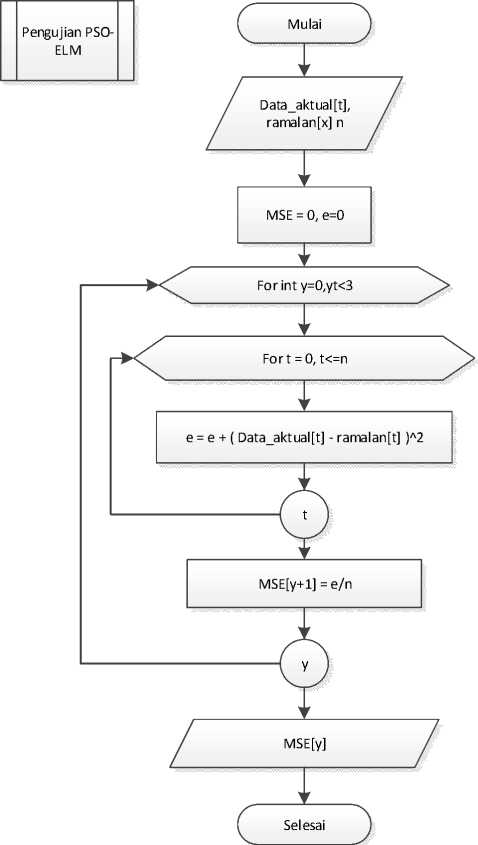 Pengujian PSO-
ELM
Mulai
Data_aktual[t],
ramalan[x] n
MSE = 0, e=0
For int y=0,yt<3
For t = 0, t<=n
e = e + ( Data_aktual[t] - ramalan[t] )^2
t
MSE[y+1] = e/n
y
MSE[y]
Selesai